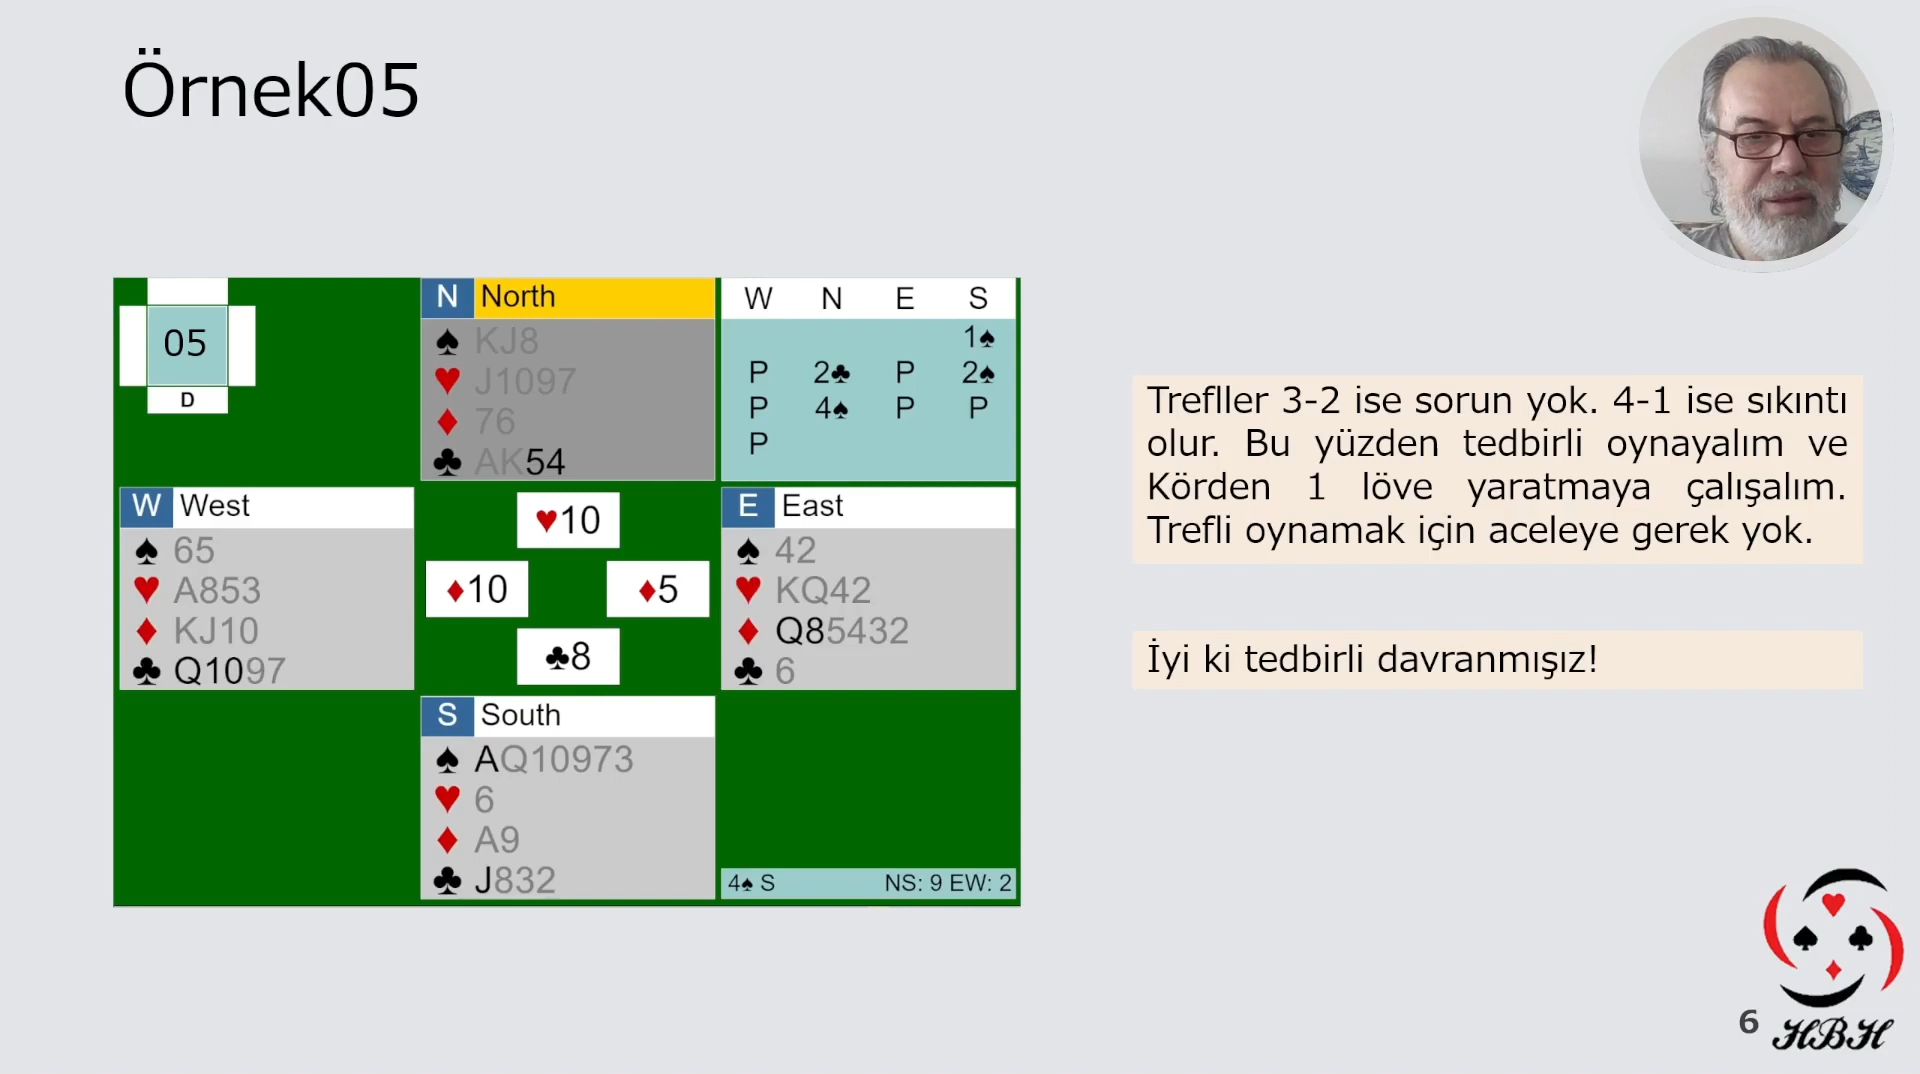 Örnek05
05
D
N North
♠ KJ8
♥ J1097
♦ 76
♣ AK54
W N E S
1♠
P 2♣ P 2♠
P 4♠ P P
P
W West
♠ 65
♥ A853
♦ KJ10
♣ Q1097
♥10
♦10
♦5
♣8
E East
♠ 42
♥ KQ42
♦ Q85432
♣ 6
S South
♠ AQ10973
♥ 6
♦ A9
♣ J832
4♠ S NS: 9 EW: 2
Trefller 3-2 ise sorun yok. 4-1 ise sıkıntı
olur. Bu yüzden tedbirli oynayalım ve
Körden 1 löve yaratmaya çalışalım.
Trefli oynamak için aceleye gerek yok.
İyi ki tedbirli davranmışız!
6
HBH